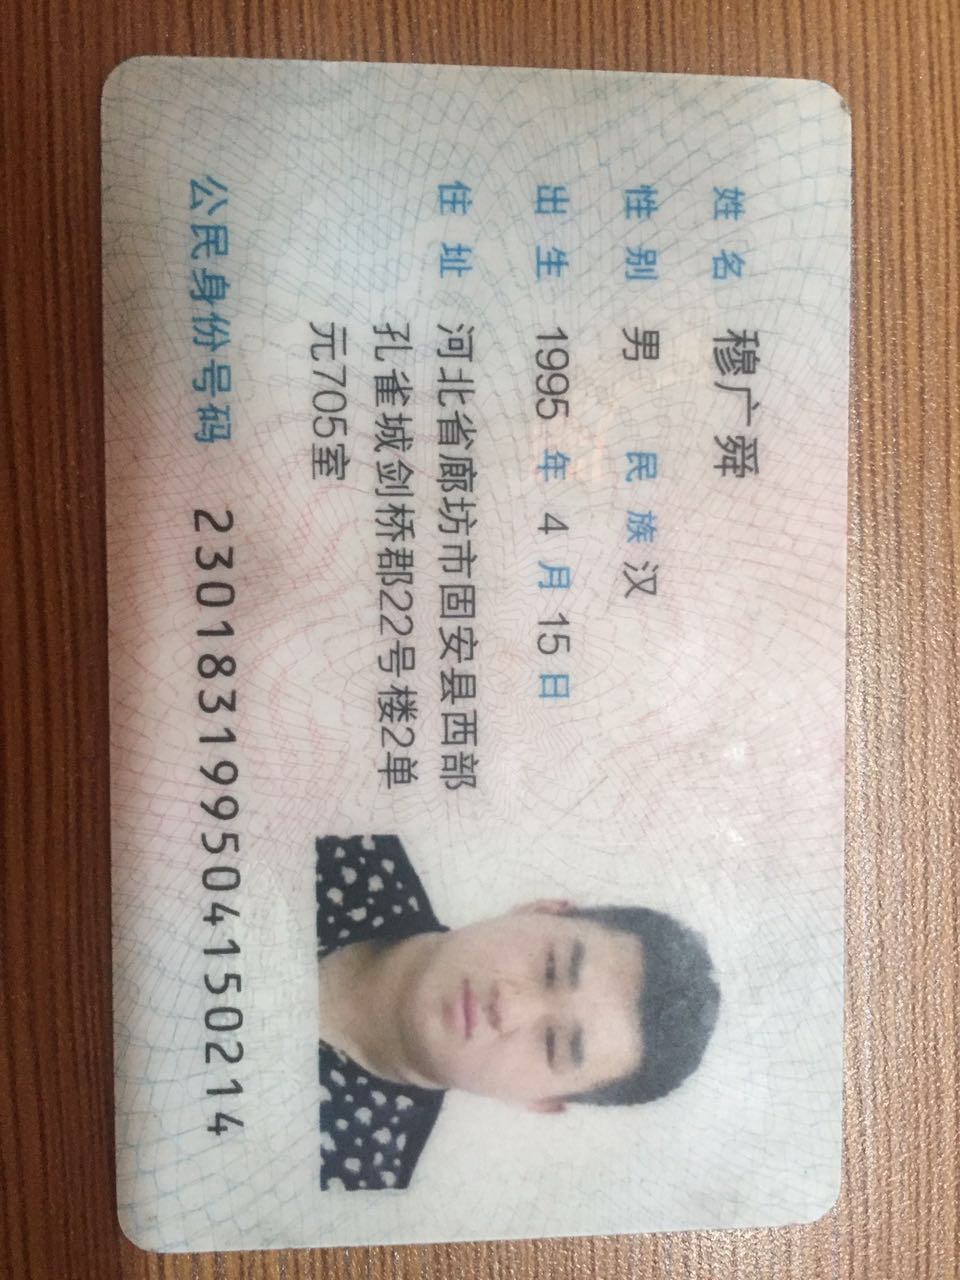 姓名 穆广舜
性别 男 民族 汉
出生 1995 年 4 月 15 日
住址 河北省廊坊市固安县西部
孔雀城剑桥郡22号楼2单
元705室
公民身份号码 230183199504150214